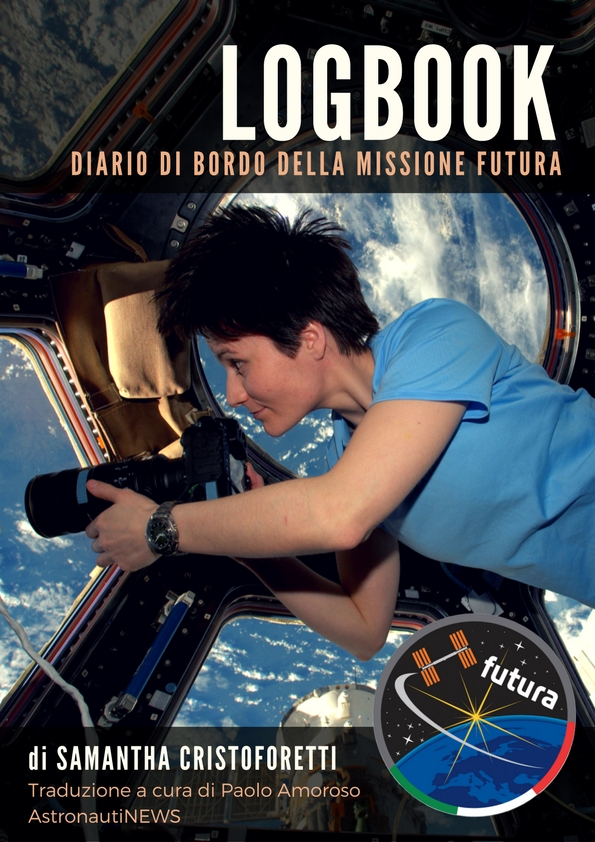 LOGBOOK
DIARIO DI BORDO DELLA MISSIONE FUTURA
futura
di SAMANTHA CRISTOFORETTI
Traduzione a cura di Paolo Amoroso
AstronautiNEWS